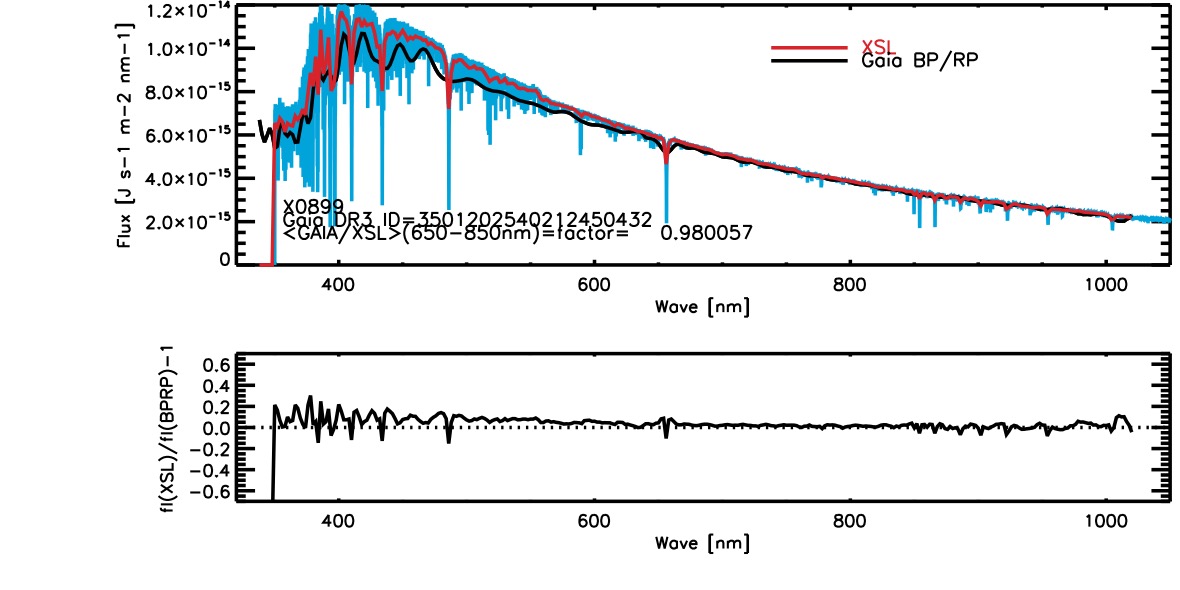 1.2×10⁻¹⁴
1.0×10⁻¹⁴
8.0×10⁻¹⁵
6.0×10⁻¹⁵
4.0×10⁻¹⁵
2.0×10⁻¹⁵
0
Flux [J s−1 m−2 nm−1]
XSL
Gaia BP/RP
X0899
Gaia DR3 ID=3501202540212450432
<GAIA/XSL>(650−850nm)=factor= 0.980057
400 600 800 1000
Wave [nm]
0.6
0.4
0.2
0.0
−0.2
−0.4
−0.6
fl(XSL)/fl(BPRP)−1
400 600 800 1000
Wave [nm]